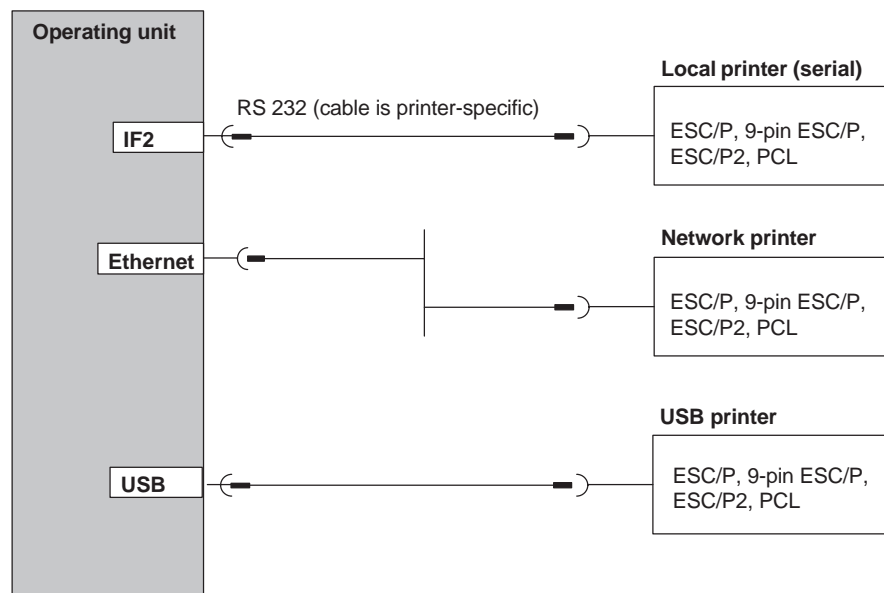 Operating unit
Local printer (serial)
RS 232 (cable is printer-specific)
IF2
ESC/P, 9-pin ESC/P,
ESC/P2, PCL
Network printer
Ethernet
ESC/P, 9-pin ESC/P,
ESC/P2, PCL
USB printer
USB
ESC/P, 9-pin ESC/P,
ESC/P2, PCL